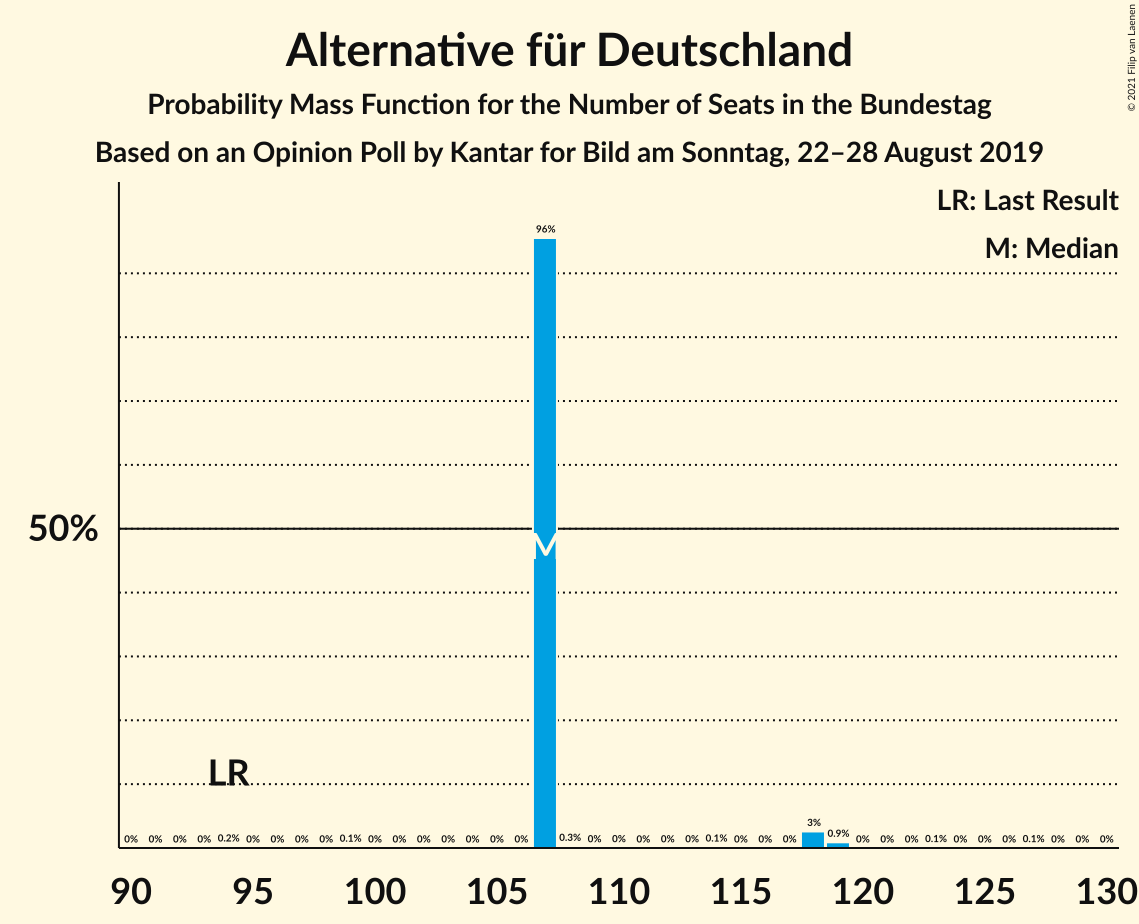 Alternative für Deutschland
Probability Mass Function for the Number of Seats in the Bundestag
Based on an Opinion Poll by Kantar for Bild am Sonntag, 22–28 August 2019
© 2021 Filip van Laenen
LR: Last Result
M: Median
96%
50%
M
LR
0% 0% 0% 0% 0.2% 0% 0% 0% 0% 0.1% 0% 0% 0% 0% 0% 0% 0% 0.3% 0% 0% 0% 0% 0% 0.1% 0% 0% 0% 3% 0.9% 0% 0% 0% 0.1% 0% 0% 0% 0.1% 0% 0% 0%
90 95 100 105 110 115 120 125 130